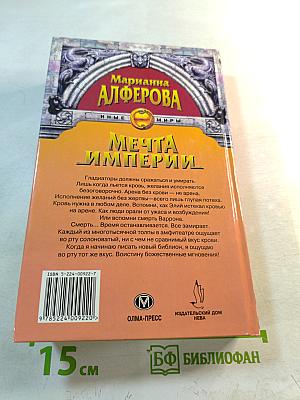 Марианна
АЛФЕРОВА
ИНЫЕ МИРЫ
МЕЧТА
ИМПЕРИИ
Гладиаторы должны сражаться и умирать.
Лишь когда льется кровь, желания исполняются
безоговорочно. Арена без крови — не арена.
Исполнение желаний без жертвы—всего лишь глупая потеха.
Кровь нужна в любом деле. Вспомни, как Элий истекал кровью
на арене. Как люди орали от ужаса и возбуждения!
Или вспомни смерть Варрона.
Смерть... Время останавливается. Все замирает.
Каждый из многотысячной толпы в амфитеатре ощущает
во рту солоноватый, ни с чем не сравнимый вкус крови.
Когда я начинаю писать новый библион, я ощущаю
во рту тот же вкус. Воистину божественные мгновения!
ISBN 5-224-00922-7
9 785224 009220
ОЛМА-ПРЕСС
ИЗДАТЕЛЬСКИЙ ДОМ
НЕВА
15 СМ
БФ БИБЛИОФАН